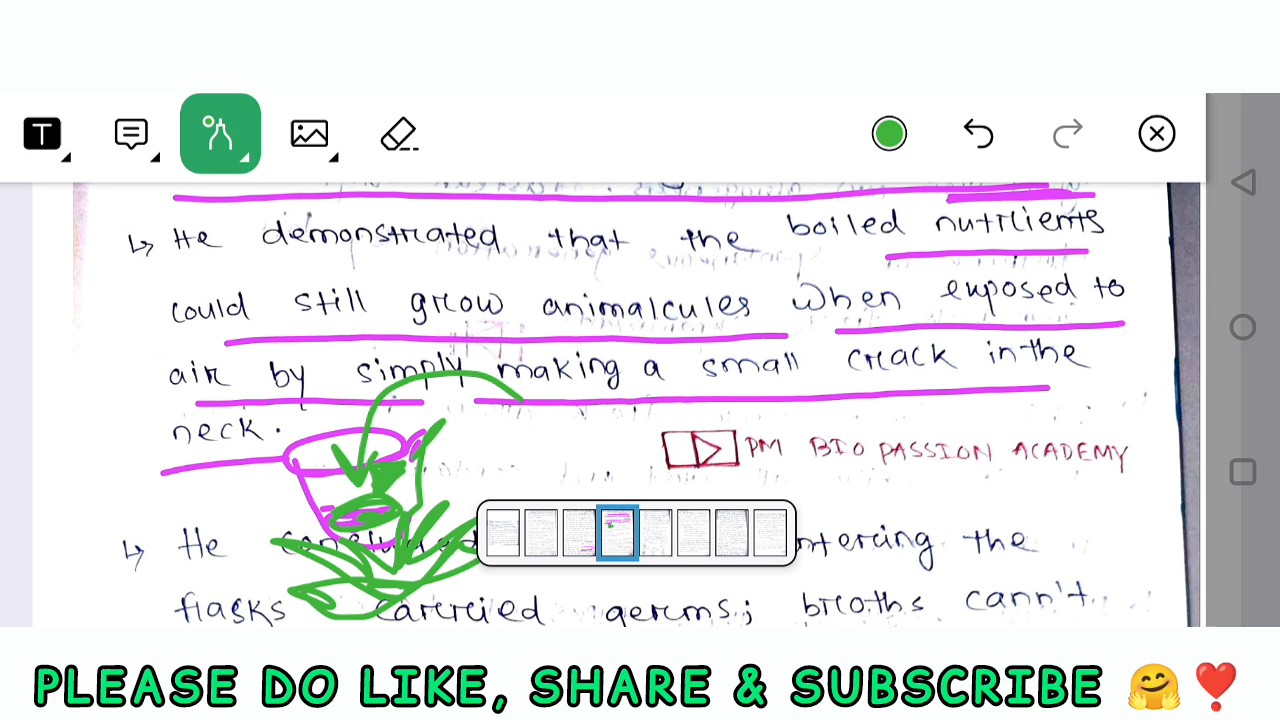 T
↳ He demonstrated that the boiled nutrients
could still grow animalcules when exposed to
air by simply making a small crack in the
neck.
PM BIO PASSION ACADEMY
↳ He entering the
flasks carried germs; broths cann't
PLEASE DO LIKE, SHARE & SUBSCRIBE 🤗❣️